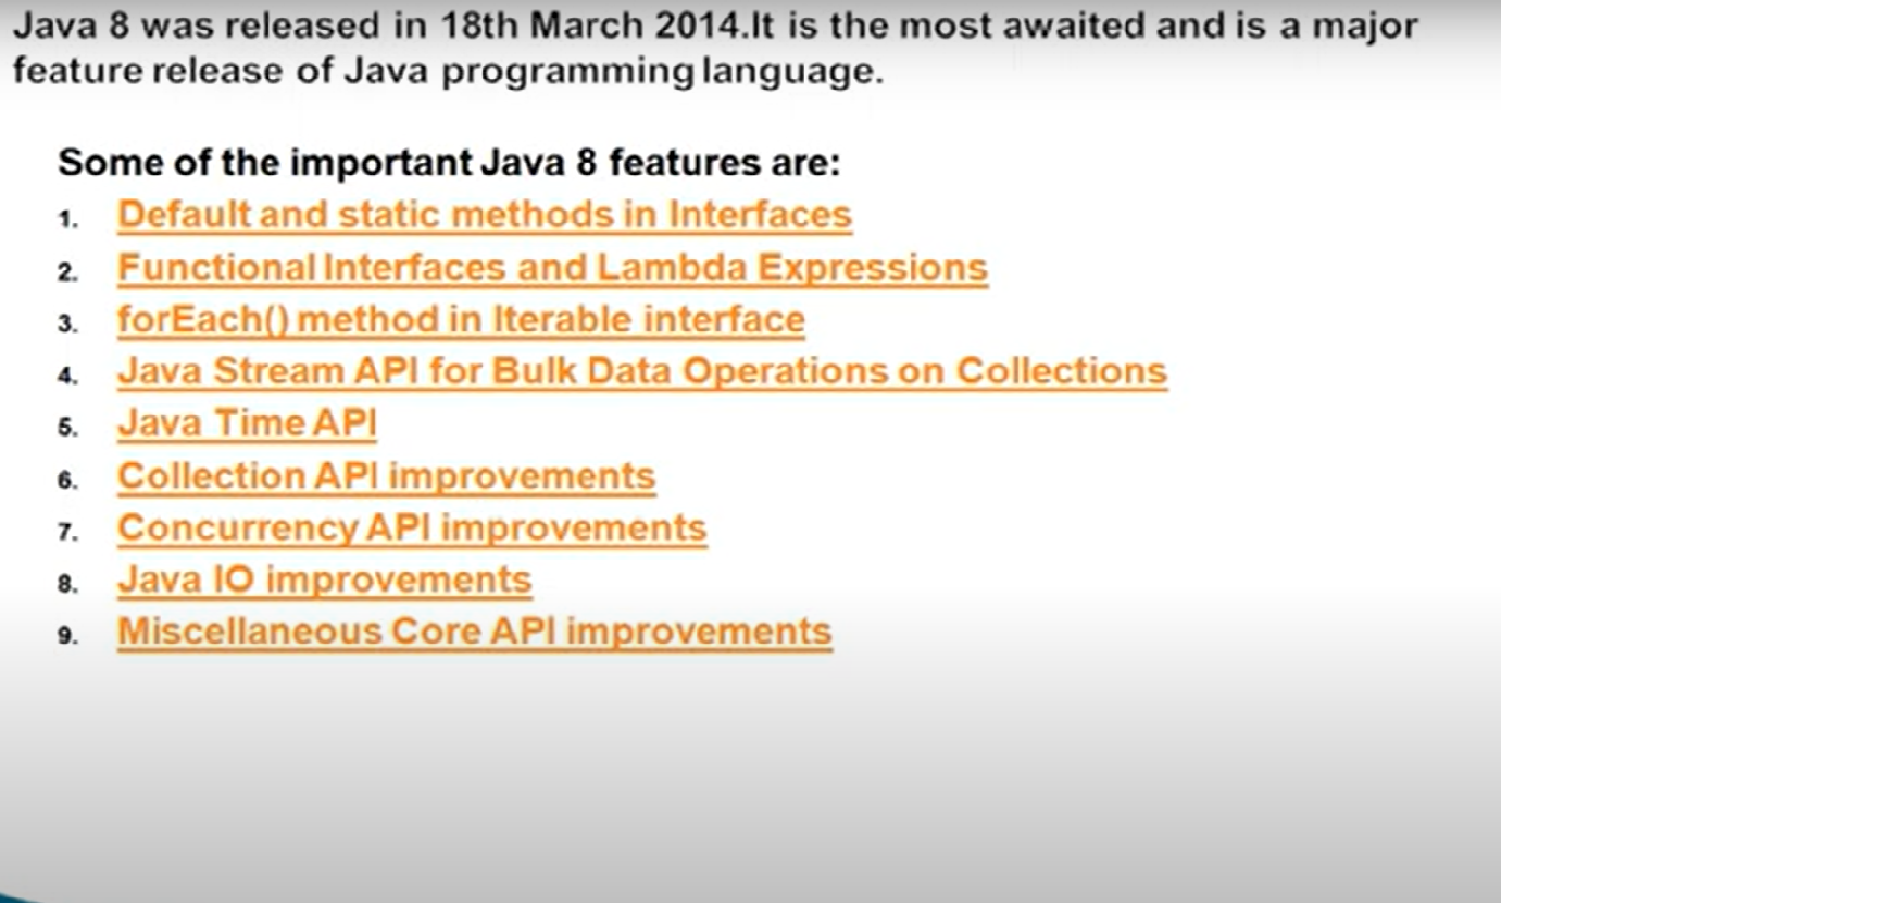 Java 8 was released in 18th March 2014.It is the most awaited and is a major
feature release of Java programming language.
Some of the important Java 8 features are:
1. Default and static methods in Interfaces
2. Functional Interfaces and Lambda Expressions
3. forEach() method in Iterable interface
4. Java Stream API for Bulk Data Operations on Collections
5. Java Time API
6. Collection API improvements
7. Concurrency API improvements
8. Java IO improvements
9. Miscellaneous Core API improvements